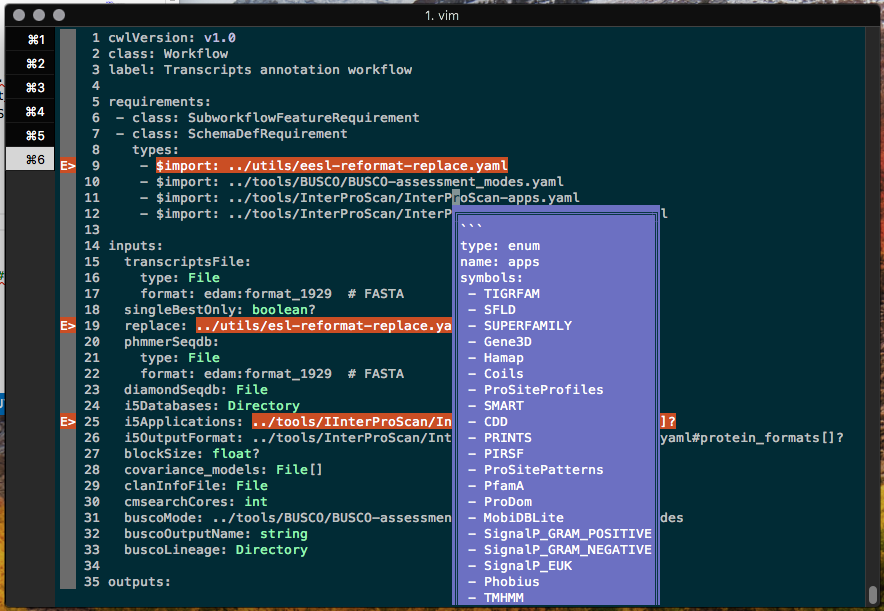 1. vim
⌘1
⌘2
⌘3
⌘4
⌘5
⌘6
1 cwlVersion: v1.0
2 class: Workflow
3 label: Transcripts annotation workflow
4
5 requirements:
6 - class: SubworkflowFeatureRequirement
7 - class: SchemaDefRequirement
8 types:
E> 9 - $import: ../utils/eesl-reformat-replace.yaml
10 - $import: ../tools/BUSCO/BUSCO-assessment_modes.yaml
11 - $import: ../tools/InterProScan/InterProScan-apps.yaml
12 - $import: ../tools/InterProScan/InterP l
13
14 inputs:
15 transcriptsFile:
16 type: File
17 format: edam:format_1929 # FASTA
18 singleBestOnly: boolean?
E> 19 replace: ../utils/esl-reformat-replace.ya
20 phmmerSeqdb:
21 type: File
22 format: edam:format_1929 # FASTA
23 diamondSeqdb: File
24 i5Databases: Directory
E> 25 i5Applications: ../tools/IInterProScan/In ]?
26 i5OutputFormat: ../tools/InterProScan/Int yaml#protein_formats[]?
27 blockSize: float?
28 covariance_models: File[]
29 clanInfoFile: File
30 cmsearchCores: int
31 buscoMode: ../tools/BUSCO/BUSCO-assessmen des
32 buscoOutputName: string
33 buscoLineage: Directory
34
35 outputs:
```
type: enum
name: apps
symbols:
- TIGRFAM
- SFLD
- SUPERFAMILY
- Gene3D
- Hamap
- Coils
- ProSiteProfiles
- SMART
- CDD
- PRINTS
- PIRSF
- ProSitePatterns
- PfamA
- ProDom
- MobiDBLite
- SignalP_GRAM_POSITIVE
- SignalP_GRAM_NEGATIVE
- SignalP_EUK
- Phobius
- TMHMM